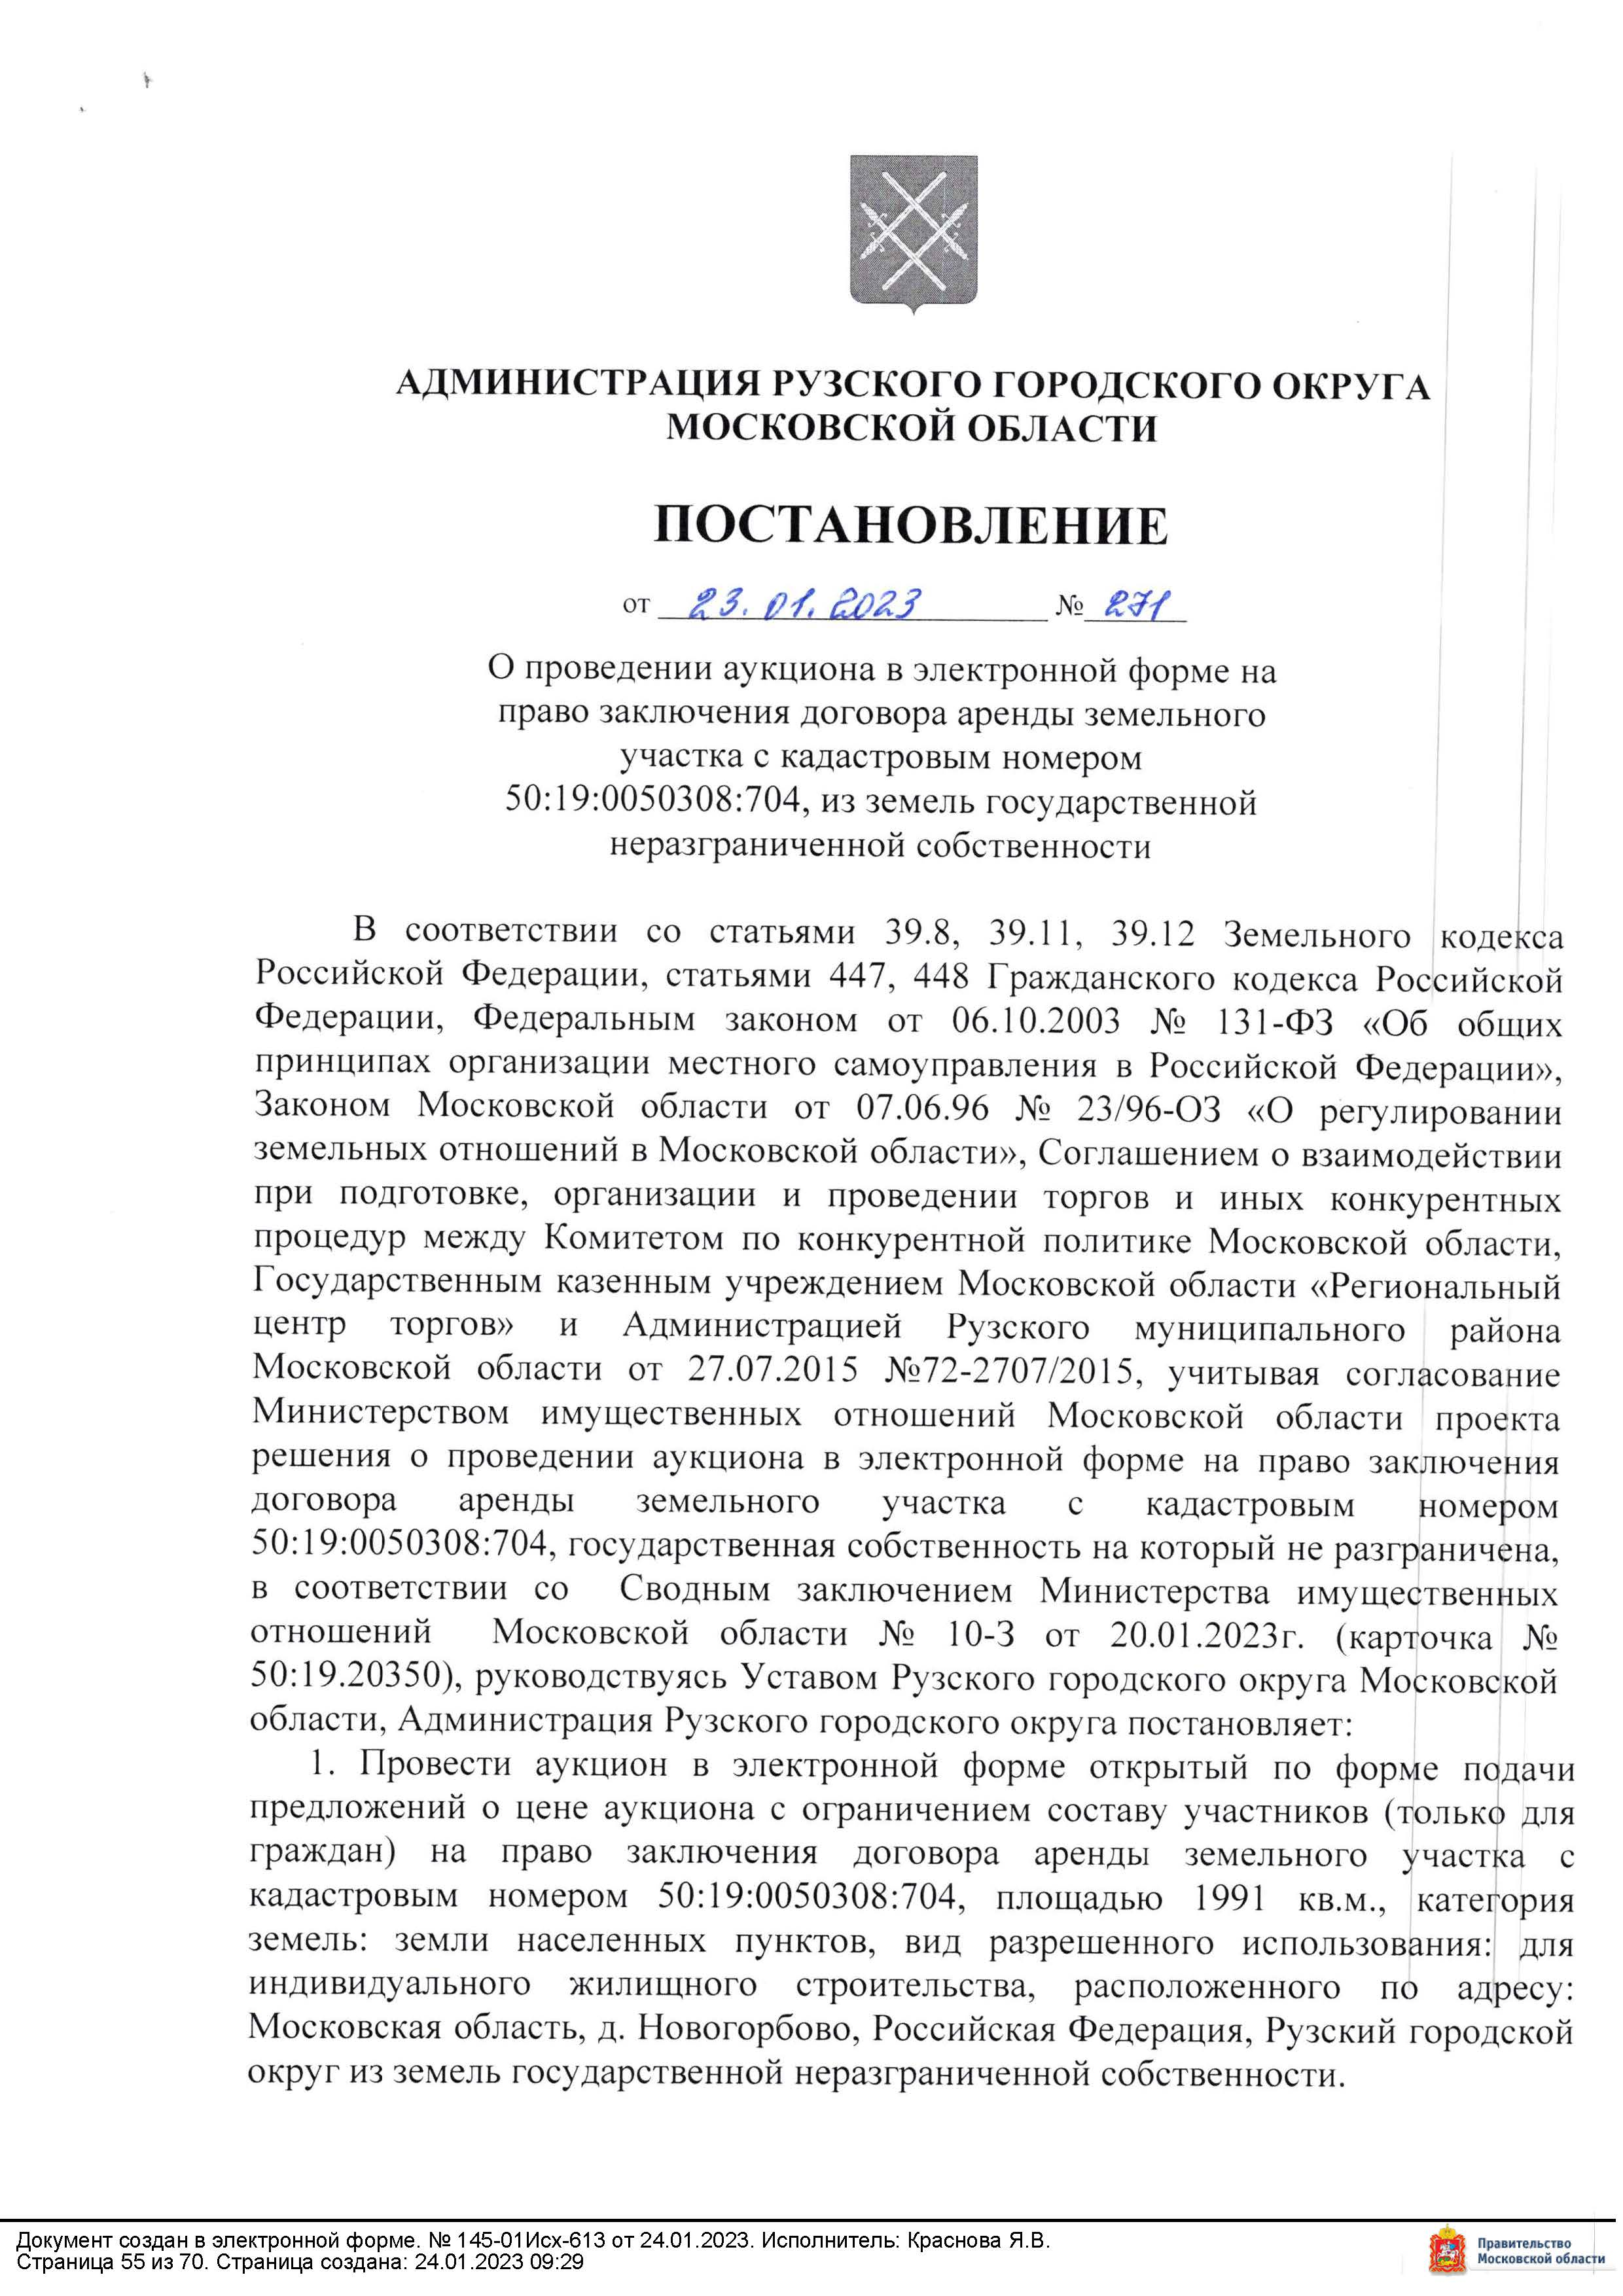 АДМИНИСТРАЦИЯ РУЗСКОГО ГОРОДСКОГО ОКРУГА
МОСКОВСКОЙ ОБЛАСТИ
ПОСТАНОВЛЕНИЕ
от 23.01.2023 № 271
О проведении аукциона в электронной форме на
право заключения договора аренды земельного
участка с кадастровым номером
50:19:0050308:704, из земель государственной
неразграниченной собственности
В соответствии со статьями 39.8, 39.11, 39.12 Земельного кодекса
Российской Федерации, статьями 447, 448 Гражданского кодекса Российской
Федерации, Федеральным законом от 06.10.2003 № 131-ФЗ «Об общих
принципах организации местного самоуправления в Российской Федерации»,
Законом Московской области от 07.06.96 № 23/96-ОЗ «О регулировании
земельных отношений в Московской области», Соглашением о взаимодействии
при подготовке, организации и проведении торгов и иных конкурентных
процедур между Комитетом по конкурентной политике Московской области,
Государственным казенным учреждением Московской области «Региональный
центр торгов» и Администрацией Рузского муниципального района
Московской области от 27.07.2015 №72-2707/2015, учитывая согласование
Министерством имущественных отношений Московской области проекта
решения о проведении аукциона в электронной форме на право заключения
договора аренды земельного участка с кадастровым номером
50:19:0050308:704, государственная собственность на который не разграничена,
в соответствии со Сводным заключением Министерства имущественных
отношений Московской области № 10-З от 20.01.2023г. (карточка №
50:19.20350), руководствуясь Уставом Рузского городского округа Московской
области, Администрация Рузского городского округа постановляет:
1. Провести аукцион в электронной форме открытый по форме подачи
предложений о цене аукциона с ограничением составу участников (только для
граждан) на право заключения договора аренды земельного участка с
кадастровым номером 50:19:0050308:704, площадью 1991 кв.м., категория
земель: земли населенных пунктов, вид разрешенного использования: для
индивидуального жилищного строительства, расположенного по адресу:
Московская область, д. Новогорбово, Российская Федерация, Рузский городской
округ из земель государственной неразграниченной собственности.
Документ создан в электронной форме. № 145-01Исх-613 от 24.01.2023. Исполнитель: Краснова Я.В.
Страница 55 из 70. Страница создана: 24.01.2023 09:29
Правительство
Московской области